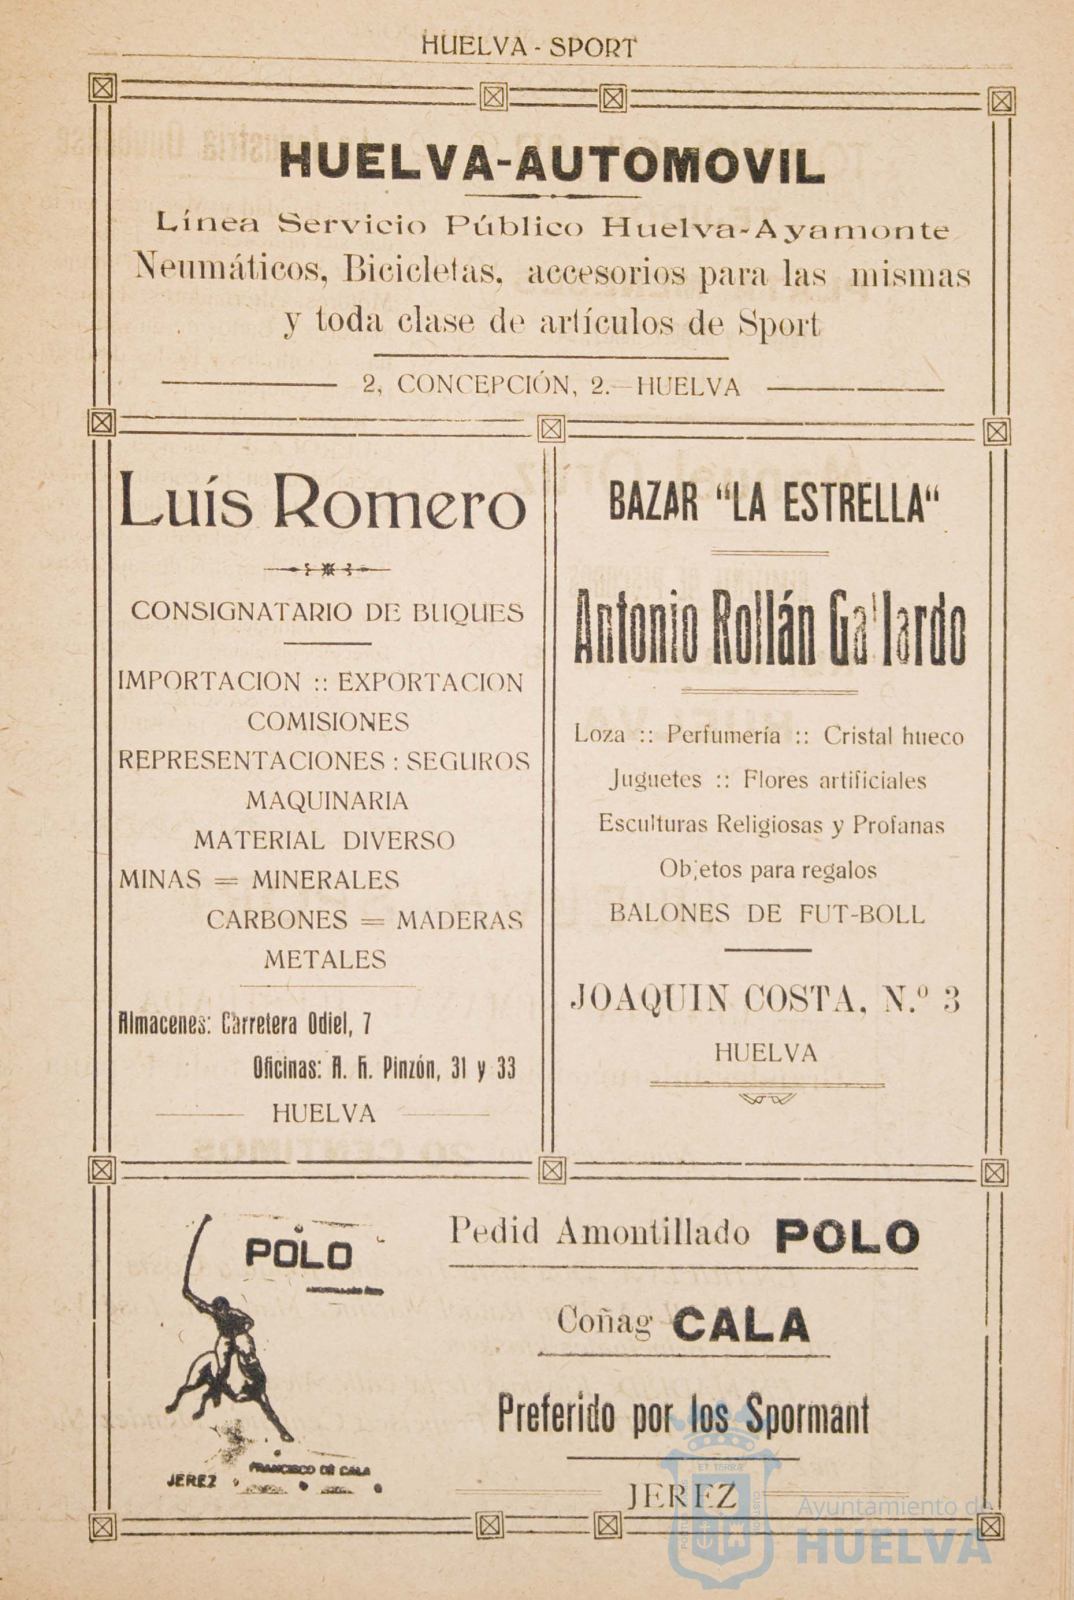 HUELVA - SPORT
HUELVA-AUTOMOVIL
Línea Servicio Público Huelva-Ayamonte
Neumáticos, Bicicletas, accesorios para las mismas
y toda clase de artículos de Sport
2, CONCEPCIÓN, 2.—HUELVA
Luís Romero
CONSIGNATARIO DE BUQUES
IMPORTACION :: EXPORTACION
COMISIONES
REPRESENTACIONES : SEGUROS
MAQUINARIA
MATERIAL DIVERSO
MINAS = MINERALES
CARBONES = MADERAS
METALES
Almacenes: Carretera Odiel, 7
Oficinas: A. H. Pinzón, 31 y 33
HUELVA
BAZAR "LA ESTRELLA"
Antonio Rollán Gallardo
Loza :: Perfumería :: Cristal hueco
Juguetes :: Flores artificiales
Esculturas Religiosas y Profanas
Objetos para regalos
BALONES DE FUT-BOLL
JOAQUIN COSTA, N.º 3
HUELVA
POLO
FRANCISCO DE CALA
JEREZ
Pedid Amontillado POLO
Coñag CALA
Preferido por los Spormant
JEREZ
Ayuntamiento de
HUELVA